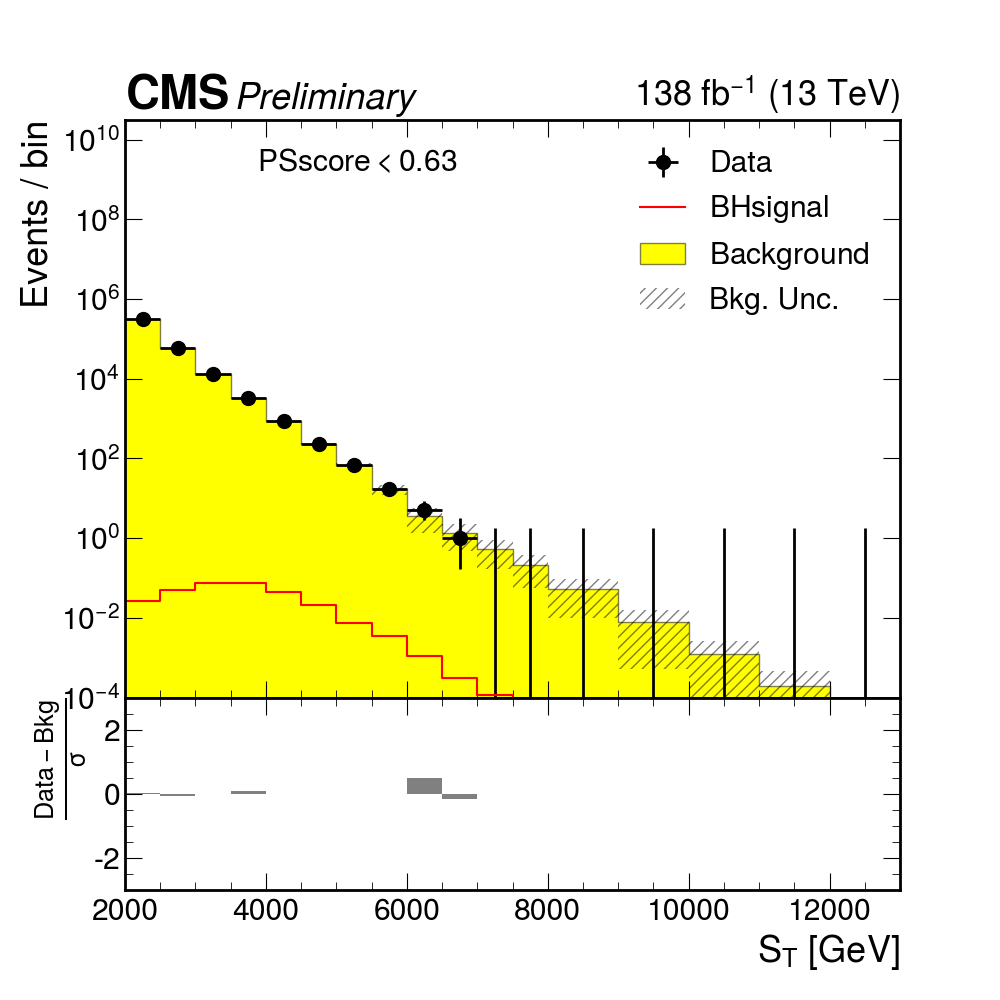 CMS Preliminary 138 fb⁻¹ (13 TeV)
Events / bin
10¹⁰
10⁸
10⁶
10⁴
10²
10⁰
10⁻²
10⁻⁴
PSscore < 0.63
Data
BHsignal
Background
Bkg. Unc.
Data – Bkg
σ
2
0
-2
2000 4000 6000 8000 10000 12000
S_T [GeV]